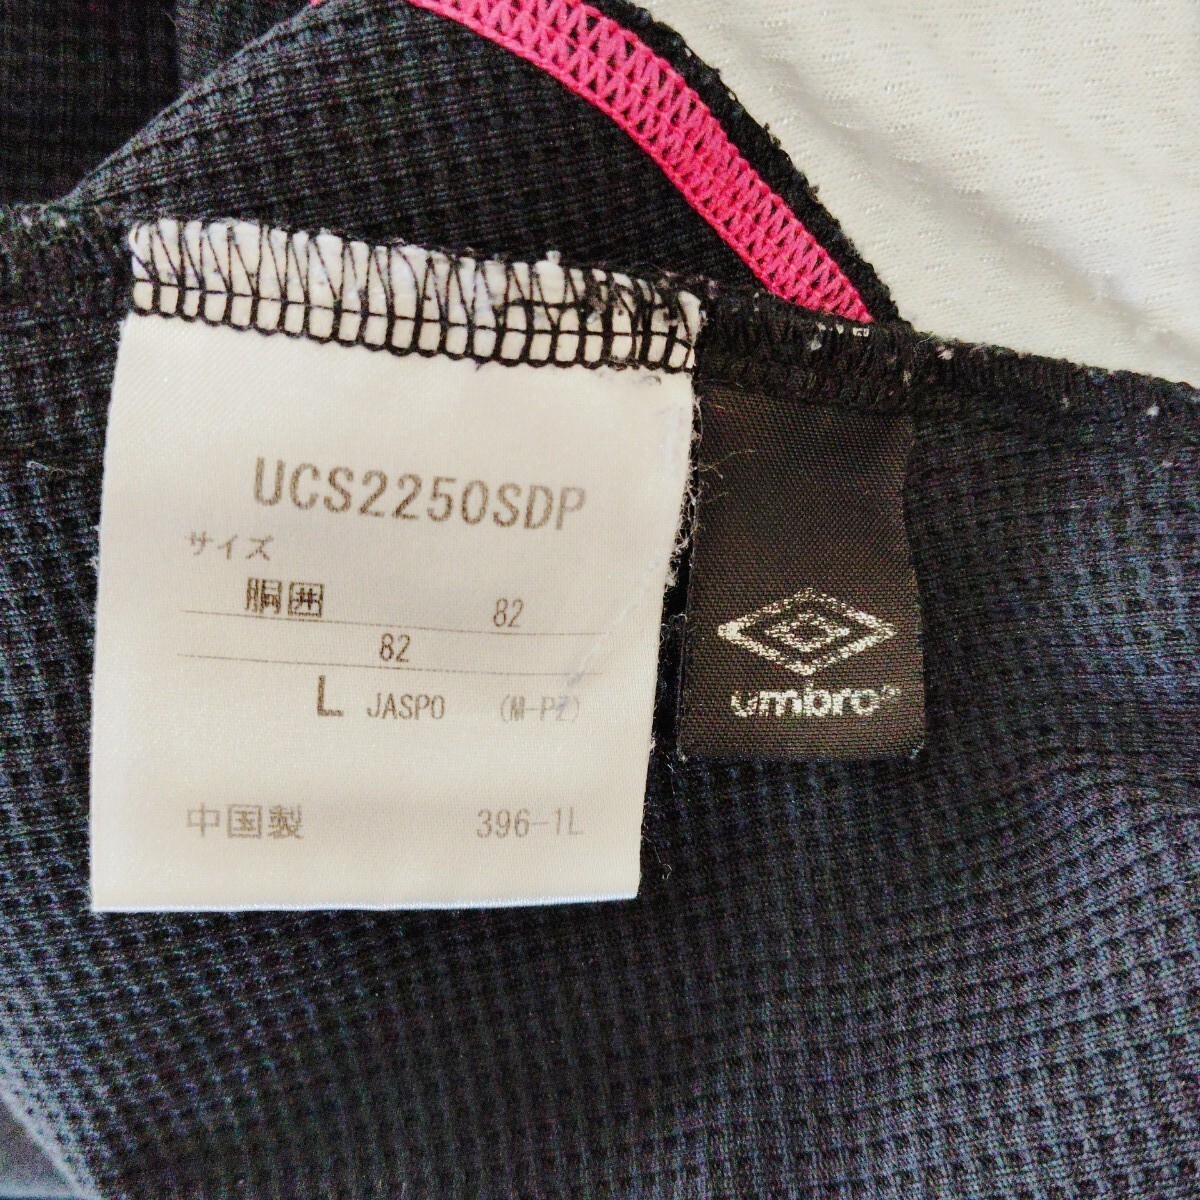 UCS2250SDP
サイズ
胴囲 82
82
L JASPO (M-PZ)
中国製 396-1L
umbro